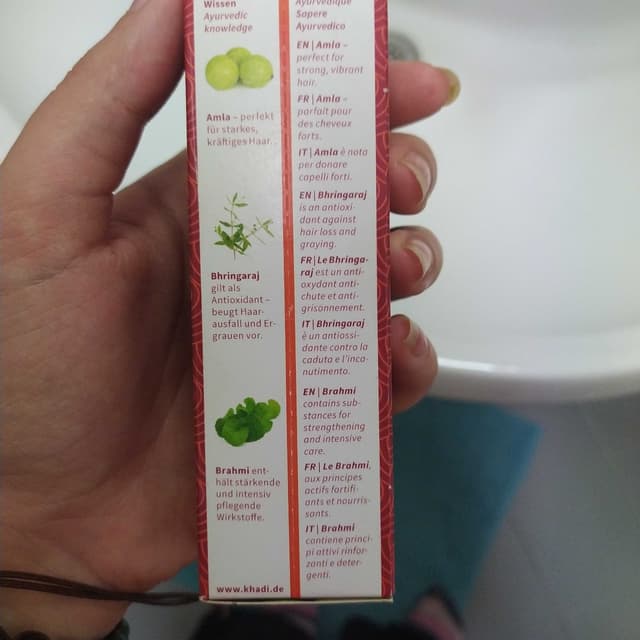 Wissen
Ayurvedic
knowledge
Amla – perfekt
für starkes,
kräftiges Haar.
Bhringaraj
gilt als
Antioxidant –
beugt Haar-
ausfall und Er-
grauen vor.
Brahmi ent-
hält stärkende
und intensiv
pflegende
Wirkstoffe.
www.khadi.de
Ayurvédique
Sapere
Ayurvedico
EN | Amla –
perfect for
strong, vibrant
hair.
FR | Amla –
parfait pour
des cheveux
forts.
IT | Amla è nota
per donare
capelli forti.
EN | Bhringaraj
is an antioxi-
dant against
hair loss and
graying.
FR | Le Bhringa-
raj est un anti-
oxydant anti-
chute et anti-
grisonnement.
IT | Bhringaraj
è un antiossi-
dante contro la
caduta e l'inca-
nutimento.
EN | Brahmi
contains sub-
stances for
strengthening
and intensive
care.
FR | Le Brahmi,
aux principes
actifs fortifi-
ants et nourris-
sants.
IT | Brahmi
contiene princi-
pi attivi rinfor-
zanti e deter-
genti.